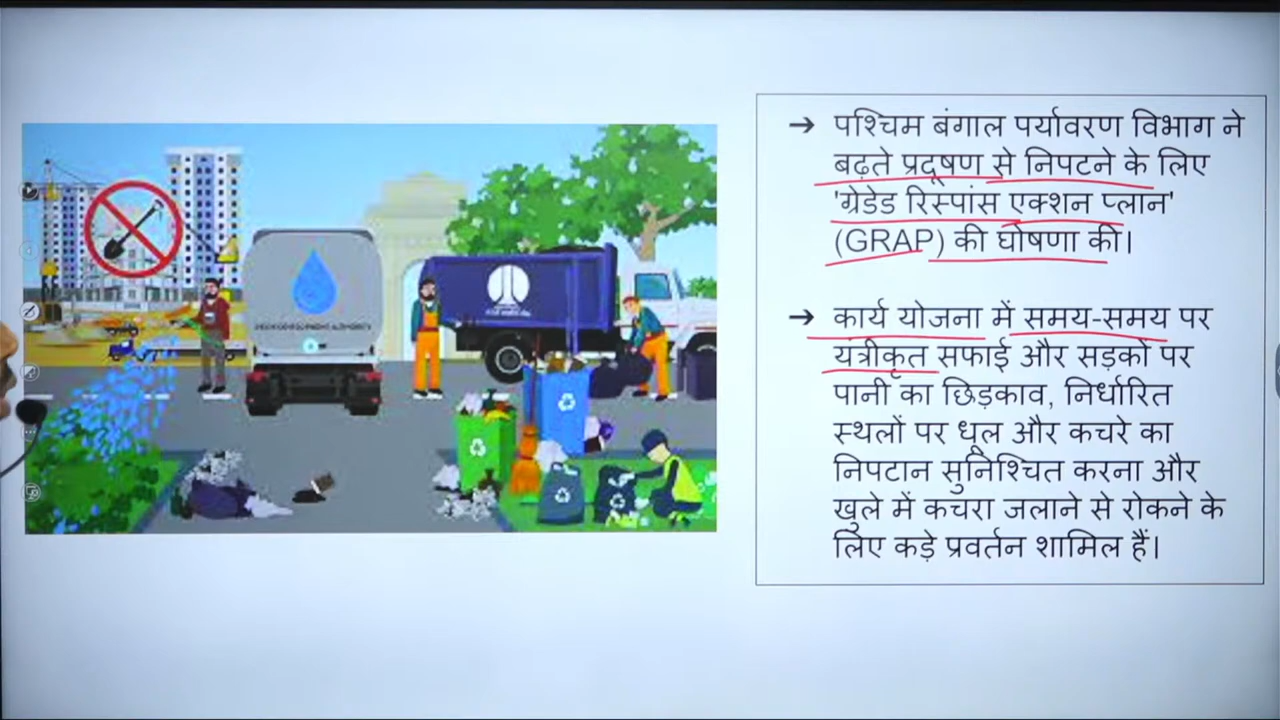 ➔ पश्चिम बंगाल पर्यावरण विभाग ने
बढ़ते प्रदूषण से निपटने के लिए
'ग्रेडेड रिस्पांस एक्शन प्लान'
(GRAP) की घोषणा की।
➔ कार्य योजना में समय-समय पर
यंत्रीकृत सफाई और सड़कों पर
पानी का छिड़काव, निर्धारित
स्थलों पर धूल और कचरे का
निपटान सुनिश्चित करना और
खुले में कचरा जलाने से रोकने के
लिए कड़े प्रवर्तन शामिल हैं।